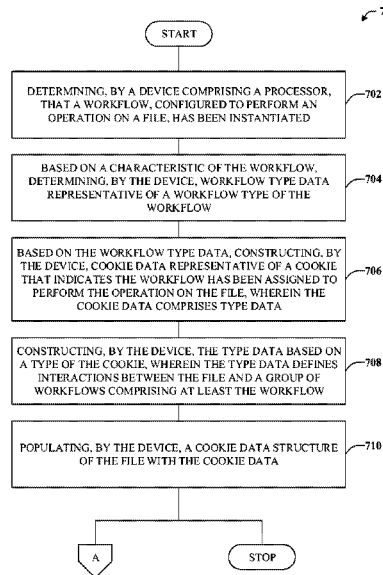 START
DETERMINING, BY A DEVICE COMPRISING A PROCESSOR,
THAT A WORKFLOW, CONFIGURED TO PERFORM AN
OPERATION ON A FILE, HAS BEEN INSTANTIATED
702
BASED ON A CHARACTERISTIC OF THE WORKFLOW,
DETERMINING, BY THE DEVICE, WORKFLOW TYPE DATA
REPRESENTATIVE OF A WORKFLOW TYPE OF THE
WORKFLOW
704
BASED ON THE WORKFLOW TYPE DATA, CONSTRUCTING, BY
THE DEVICE, COOKIE DATA REPRESENTATIVE OF A COOKIE
THAT INDICATES THE WORKFLOW HAS BEEN ASSIGNED TO
PERFORM THE OPERATION ON THE FILE, WHEREIN THE
COOKIE DATA COMPRISES TYPE DATA
706
CONSTRUCTING, BY THE DEVICE, THE TYPE DATA BASED ON
A TYPE OF THE COOKIE, WHEREIN THE TYPE DATA DEFINES
INTERACTIONS BETWEEN THE FILE AND A GROUP OF
WORKFLOWS COMPRISING AT LEAST THE WORKFLOW
708
POPULATING, BY THE DEVICE, A COOKIE DATA STRUCTURE
OF THE FILE WITH THE COOKIE DATA
710
A
STOP